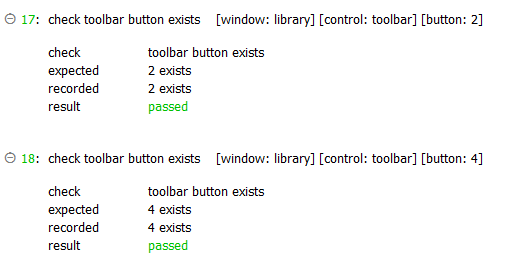 17: check toolbar button exists [window: library] [control: toolbar] [button: 2]
check toolbar button exists
expected 2 exists
recorded 2 exists
result passed
18: check toolbar button exists [window: library] [control: toolbar] [button: 4]
check toolbar button exists
expected 4 exists
recorded 4 exists
result passed